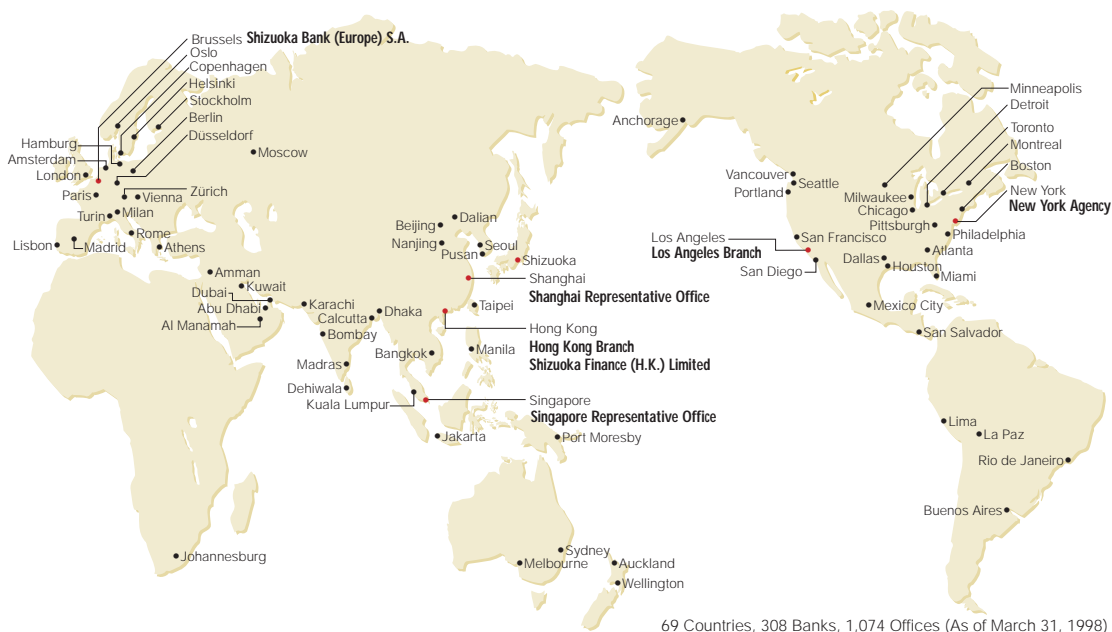 Brussels Shizuoka Bank (Europe) S.A.
Oslo
Copenhagen
Helsinki
Stockholm
Berlin
Düsseldorf
Hamburg
Amsterdam
London
Paris
Zürich
Vienna
Turin
Milan
Rome
Lisbon
Madrid
Athens
Moscow
Amman
Kuwait
Dubai
Abu Dhabi
Al Manamah
Karachi
Calcutta
Dhaka
Bombay
Madras
Dehiwala
Kuala Lumpur
Bangkok
Beijing
Dalian
Nanjing
Seoul
Pusan
Shizuoka
Shanghai
Shanghai Representative Office
Taipei
Hong Kong
Hong Kong Branch
Shizuoka Finance (H.K.) Limited
Manila
Singapore
Singapore Representative Office
Jakarta
Port Moresby
Johannesburg
Sydney
Melbourne
Auckland
Wellington
Anchorage
Vancouver
Seattle
Portland
Minneapolis
Detroit
Toronto
Montreal
Boston
New York
New York Agency
Milwaukee
Chicago
Pittsburgh
Philadelphia
San Francisco
Los Angeles
Los Angeles Branch
San Diego
Dallas
Houston
Atlanta
Miami
Mexico City
San Salvador
Lima
La Paz
Rio de Janeiro
Buenos Aires
69 Countries, 308 Banks, 1,074 Offices (As of March 31, 1998)